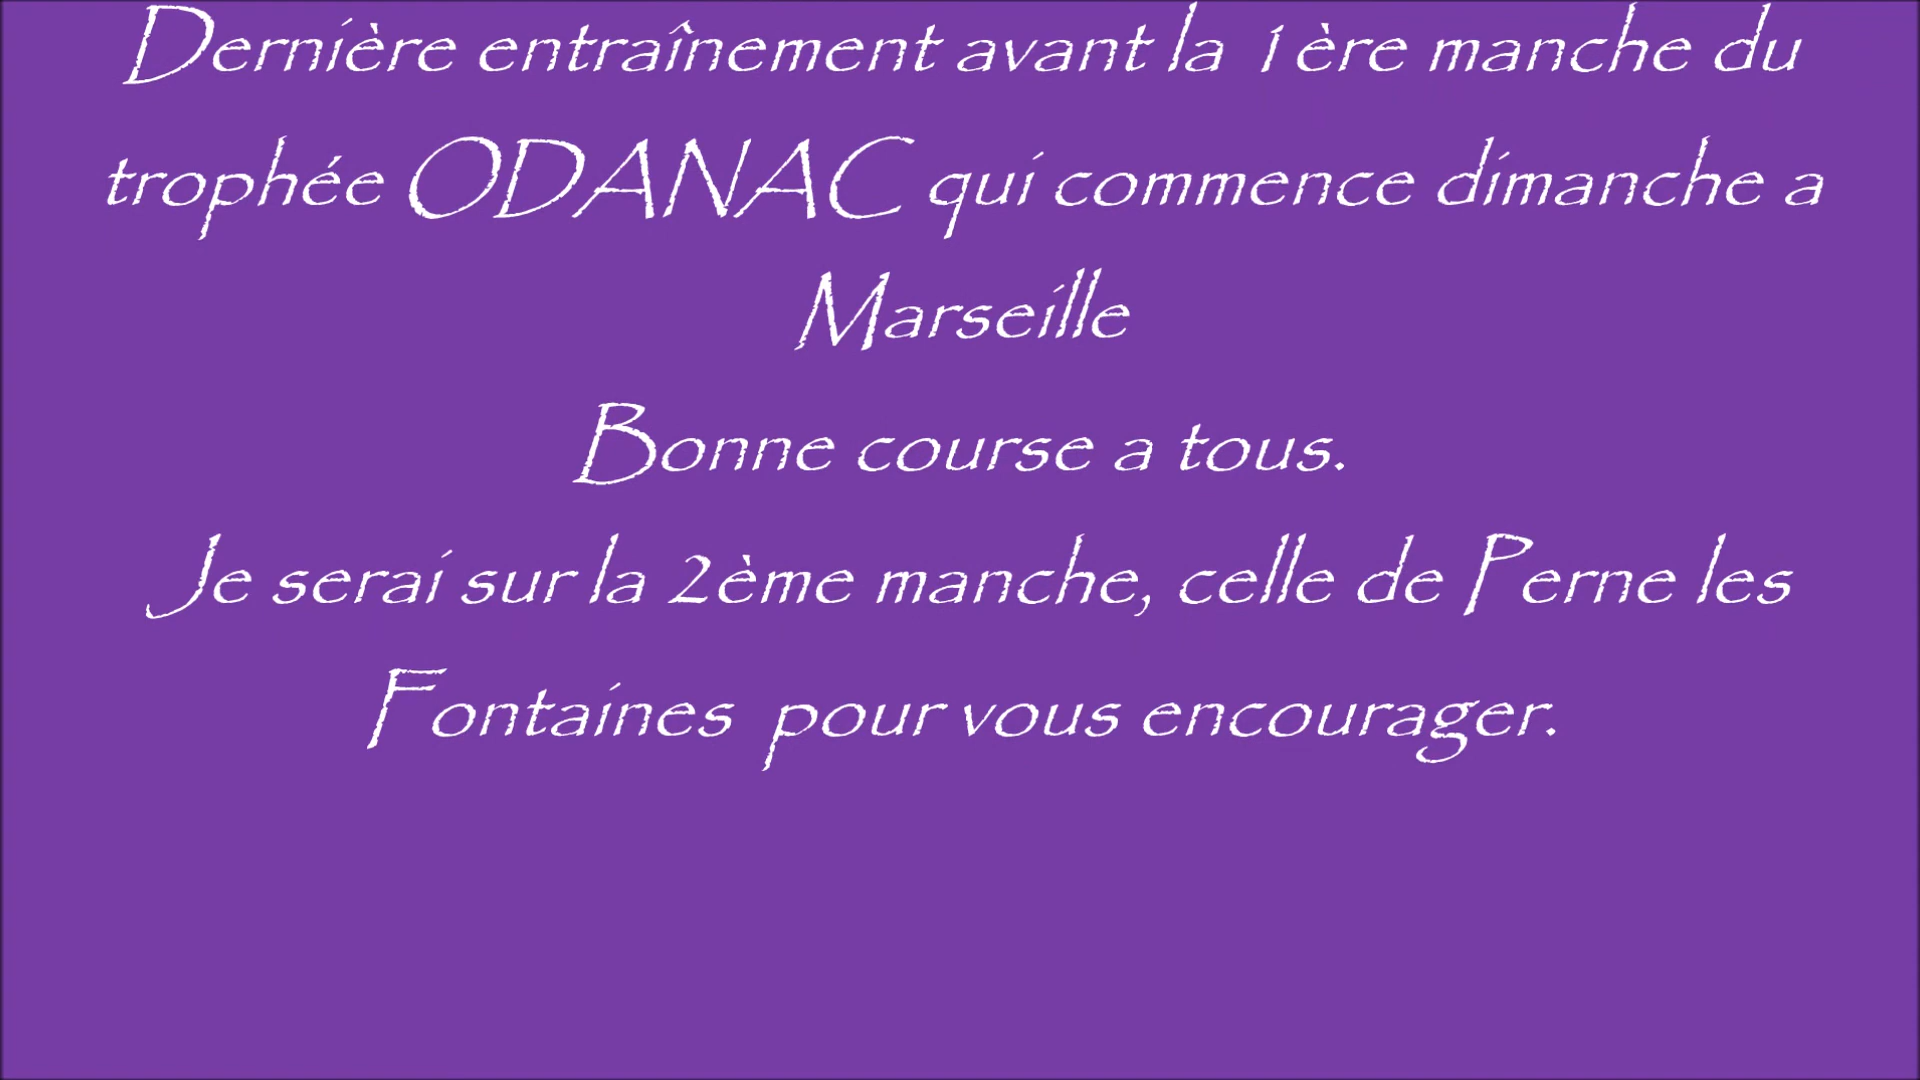 Dernière entraînement avant la 1ère manche du
trophée ODANAC qui commence dimanche a
Marseille
Bonne course a tous.
Je serai sur la 2ème manche, celle de Perne les
Fontaines pour vous encourager.